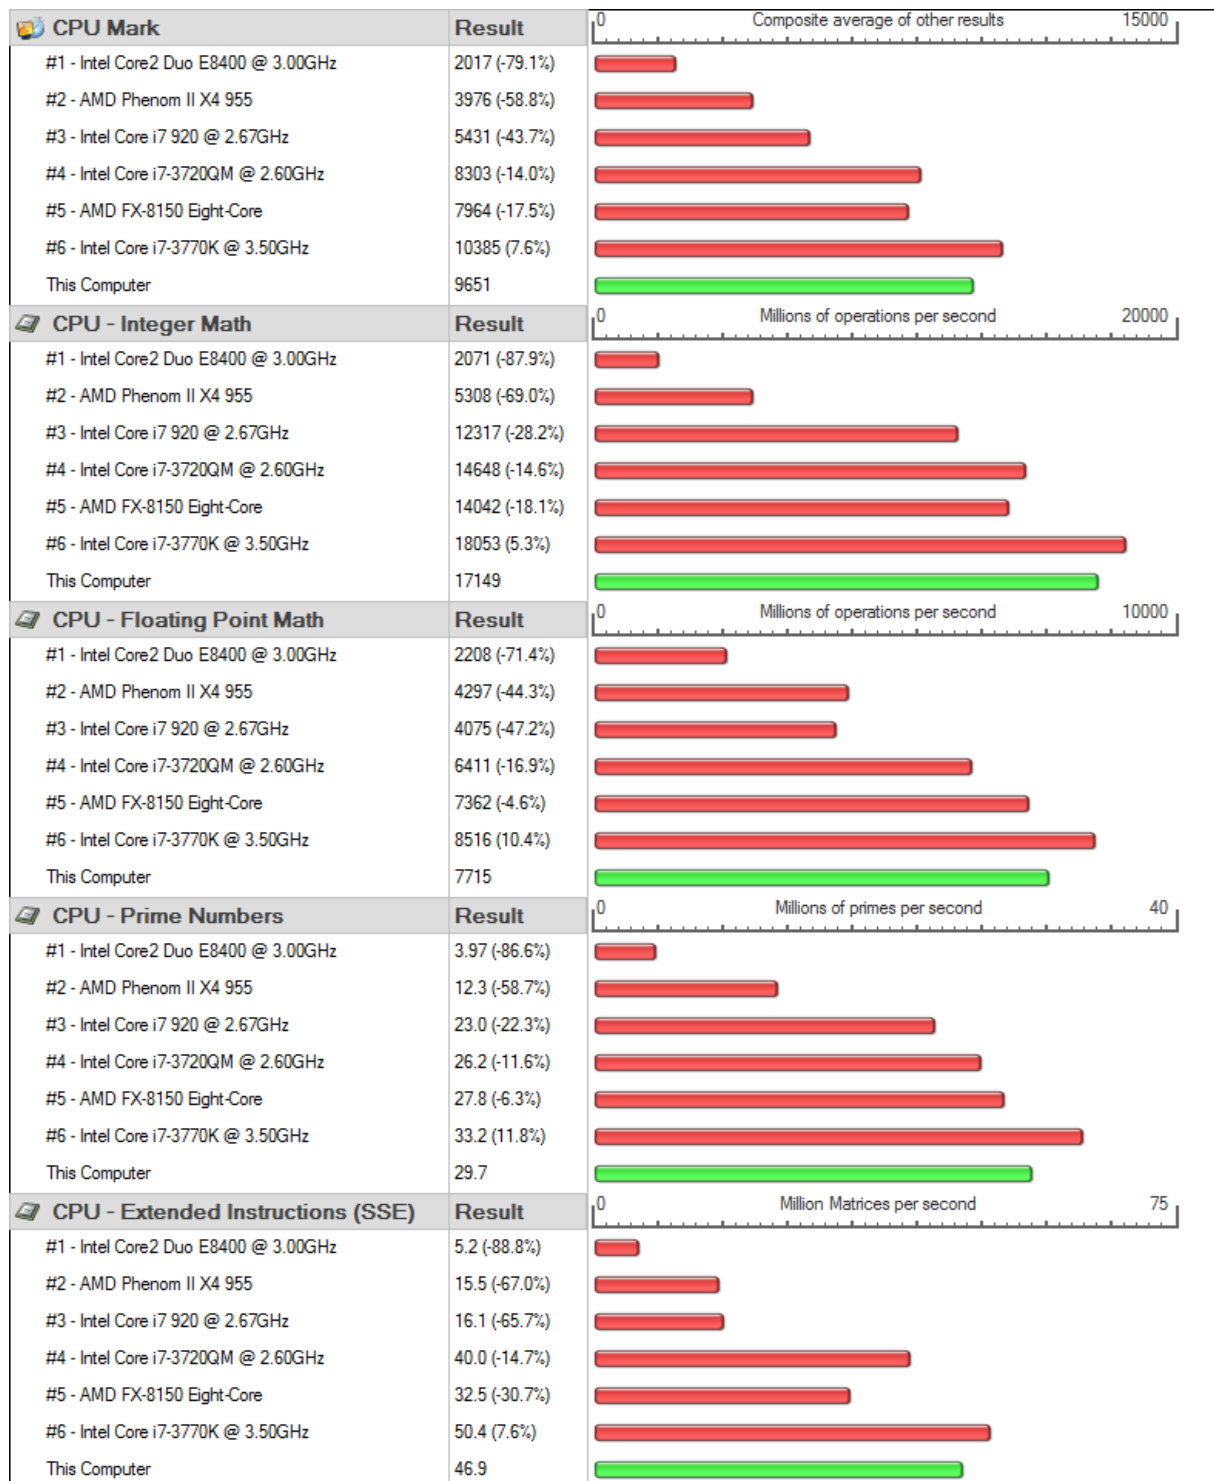 CPU Mark Result 0 Composite average of other results 15000
#1 - Intel Core2 Duo E8400 @ 3.00GHz 2017 (-79.1%)
#2 - AMD Phenom II X4 955 3976 (-58.8%)
#3 - Intel Core i7 920 @ 2.67GHz 5431 (-43.7%)
#4 - Intel Core i7-3720QM @ 2.60GHz 8303 (-14.0%)
#5 - AMD FX-8150 Eight-Core 7964 (-17.5%)
#6 - Intel Core i7-3770K @ 3.50GHz 10385 (7.6%)
This Computer 9651
CPU - Integer Math Result 0 Millions of operations per second 20000
#1 - Intel Core2 Duo E8400 @ 3.00GHz 2071 (-87.9%)
#2 - AMD Phenom II X4 955 5308 (-69.0%)
#3 - Intel Core i7 920 @ 2.67GHz 12317 (-28.2%)
#4 - Intel Core i7-3720QM @ 2.60GHz 14648 (-14.6%)
#5 - AMD FX-8150 Eight-Core 14042 (-18.1%)
#6 - Intel Core i7-3770K @ 3.50GHz 18053 (5.3%)
This Computer 17149
CPU - Floating Point Math Result 0 Millions of operations per second 10000
#1 - Intel Core2 Duo E8400 @ 3.00GHz 2208 (-71.4%)
#2 - AMD Phenom II X4 955 4297 (-44.3%)
#3 - Intel Core i7 920 @ 2.67GHz 4075 (-47.2%)
#4 - Intel Core i7-3720QM @ 2.60GHz 6411 (-16.9%)
#5 - AMD FX-8150 Eight-Core 7362 (-4.6%)
#6 - Intel Core i7-3770K @ 3.50GHz 8516 (10.4%)
This Computer 7715
CPU - Prime Numbers Result 0 Millions of primes per second 40
#1 - Intel Core2 Duo E8400 @ 3.00GHz 3.97 (-86.6%)
#2 - AMD Phenom II X4 955 12.3 (-58.7%)
#3 - Intel Core i7 920 @ 2.67GHz 23.0 (-22.3%)
#4 - Intel Core i7-3720QM @ 2.60GHz 26.2 (-11.6%)
#5 - AMD FX-8150 Eight-Core 27.8 (-6.3%)
#6 - Intel Core i7-3770K @ 3.50GHz 33.2 (11.8%)
This Computer 29.7
CPU - Extended Instructions (SSE) Result 0 Million Matrices per second 75
#1 - Intel Core2 Duo E8400 @ 3.00GHz 5.2 (-88.8%)
#2 - AMD Phenom II X4 955 15.5 (-67.0%)
#3 - Intel Core i7 920 @ 2.67GHz 16.1 (-65.7%)
#4 - Intel Core i7-3720QM @ 2.60GHz 40.0 (-14.7%)
#5 - AMD FX-8150 Eight-Core 32.5 (-30.7%)
#6 - Intel Core i7-3770K @ 3.50GHz 50.4 (7.6%)
This Computer 46.9